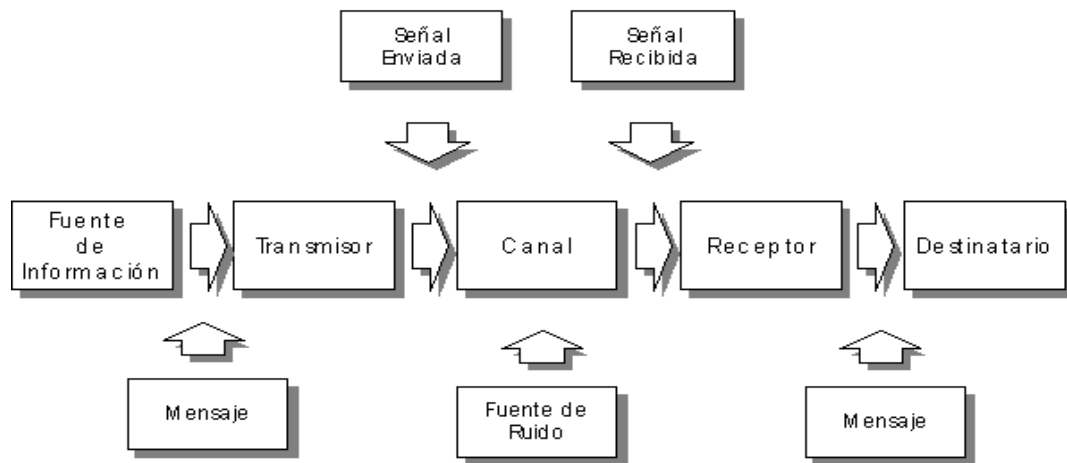 Señal
Enviada
Señal
Recibida
Fuente
de
Información
Transmisor
Canal
Receptor
Destinatario
Mensaje
Fuente de
Ruido
Mensaje